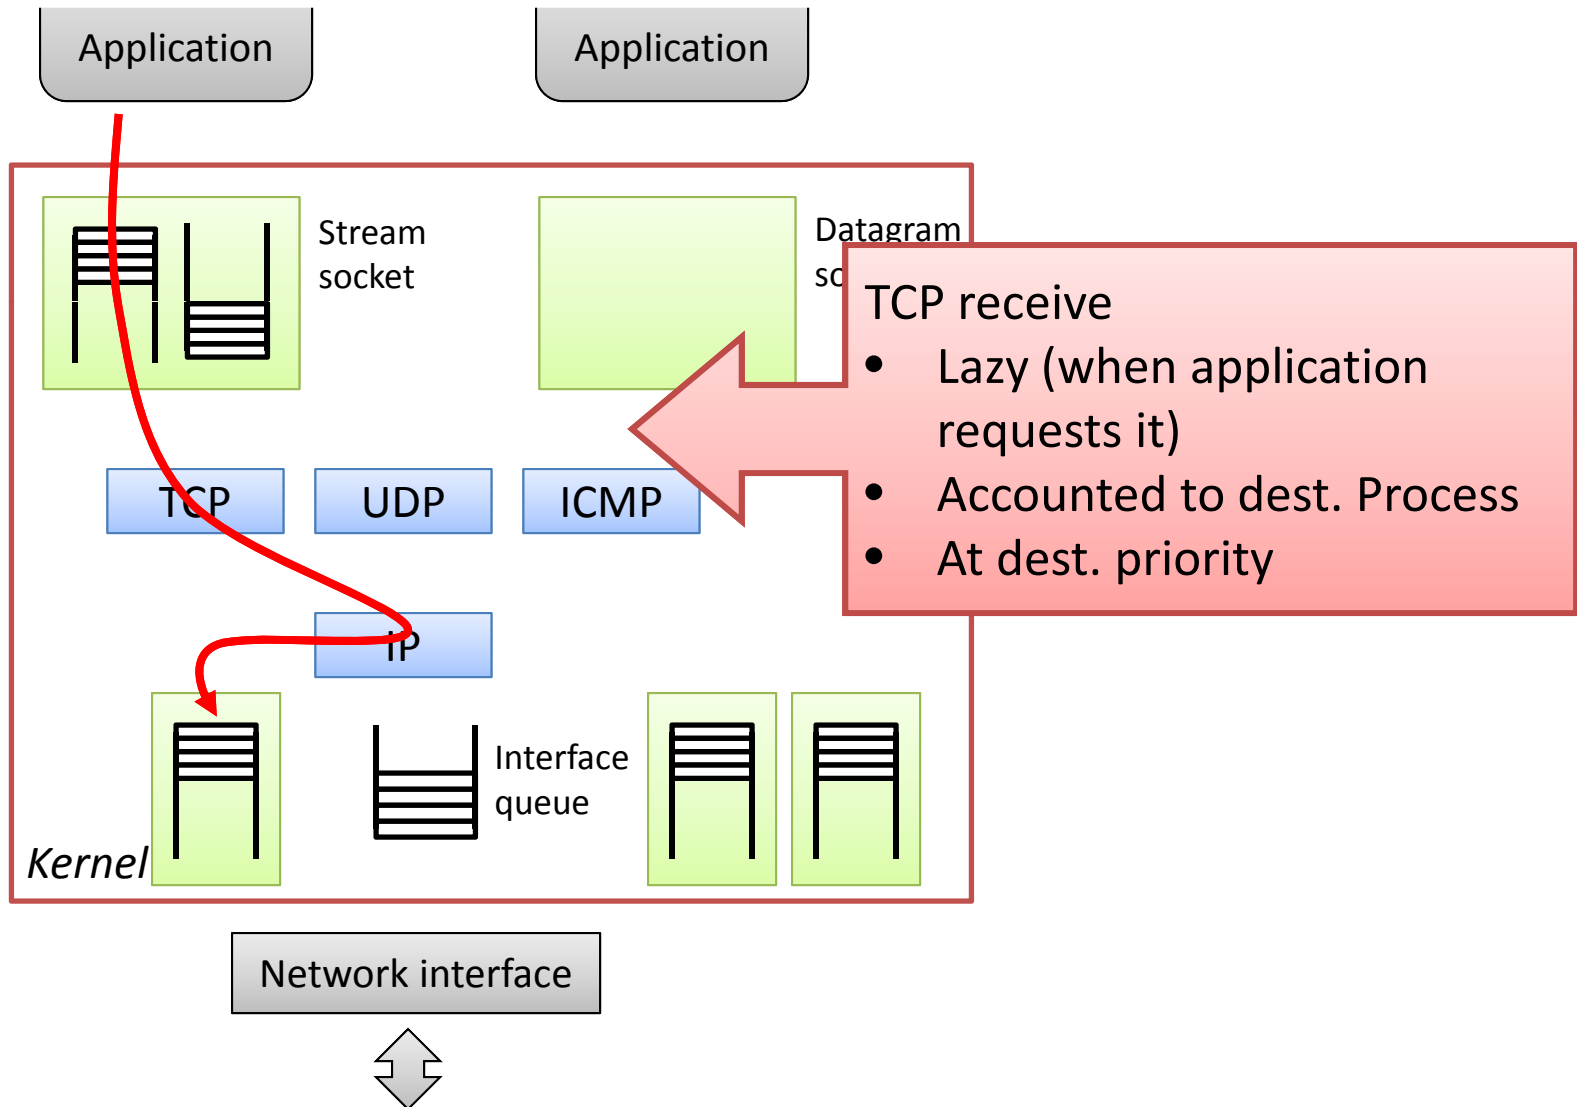 Application
Application
Stream
socket
Datagram
TCP receive
• Lazy (when application
requests it)
• Accounted to dest. Process
• At dest. priority
TCP
UDP
ICMP
IP
Interface
queue
Kernel
Network interface